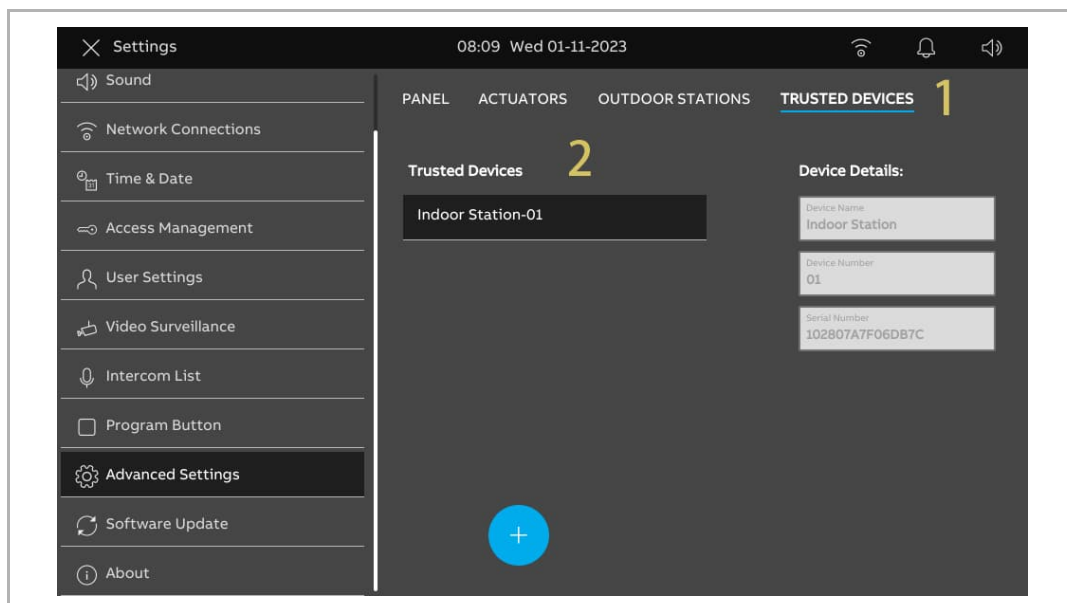 Settings
08:09 Wed 01-11-2023
Sound
Network Connections
Time & Date
Access Management
User Settings
Video Surveillance
Intercom List
Program Button
Advanced Settings
Software Update
About
PANEL ACTUATORS OUTDOOR STATIONS TRUSTED DEVICES 1
Trusted Devices 2
Indoor Station-01
+
Device Details:
Device Name
Indoor Station
Device Number
01
Serial Number
102807A7F06DB7C